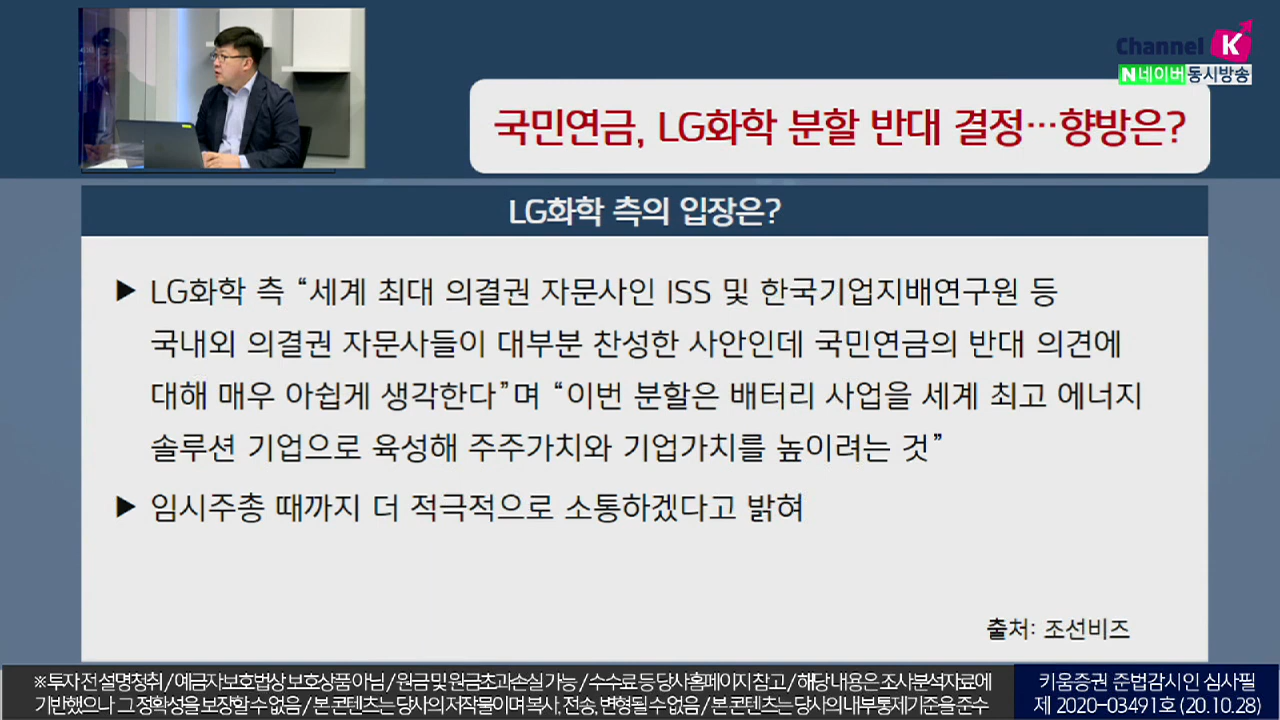 Channel K
N네이버 동시방송
국민연금, LG화학 분할 반대 결정…향방은?
LG화학 측의 입장은?
▶ LG화학 측 “세계 최대 의결권 자문사인 ISS 및 한국기업지배연구원 등
국내외 의결권 자문사들이 대부분 찬성한 사안인데 국민연금의 반대 의견에
대해 매우 아쉽게 생각한다”며 “이번 분할은 배터리 사업을 세계 최고 에너지
솔루션 기업으로 육성해 주주가치와 기업가치를 높이려는 것”
▶ 임시주총 때까지 더 적극적으로 소통하겠다고 밝혀
출처: 조선비즈
※ 투자 전 설명청취 / 예금자보호법상 보호상품 아님 / 원금 및 원금초과손실 가능 / 수수료 등 당사홈페이지 참고 / 해당 내용은 조사분석자료에
기반했으나 그 정확성을 보장할 수 없음 / 본 콘텐츠는 당사의 저작물이며 복사, 전송, 변형될 수 없음 / 본 콘텐츠는 당사의 내부통제기준을 준수
키움증권 준법감시인 심사필
제 2020-03491호 (20.10.28)